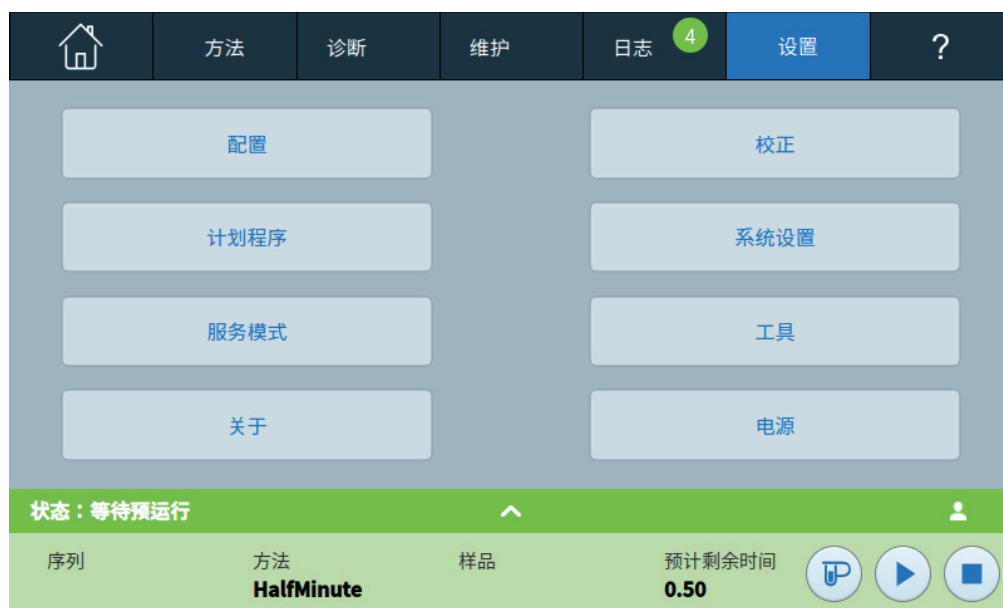 方法 诊断 维护 日志 4 设置 ?
配置 校正
计划程序 系统设置
服务模式 工具
关于 电源
状态：等待预运行
序列 方法 样品 预计剩余时间
HalfMinute 0.50